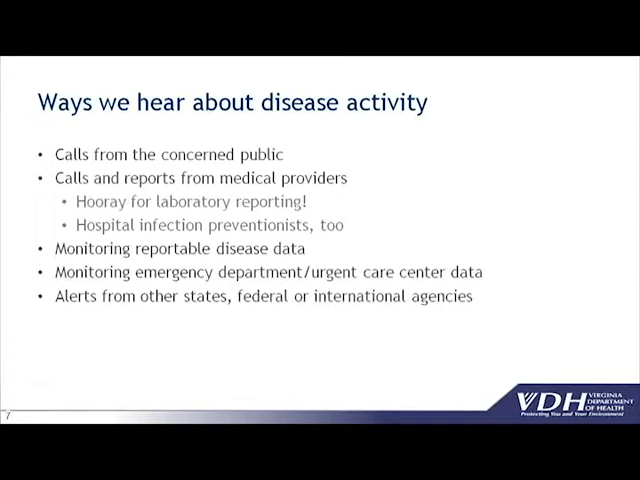 Ways we hear about disease activity
• Calls from the concerned public
• Calls and reports from medical providers
• Hooray for laboratory reporting!
• Hospital infection preventionists, too
• Monitoring reportable disease data
• Monitoring emergency department/urgent care center data
• Alerts from other states, federal or international agencies
7
VDH VIRGINIA
DEPARTMENT
OF HEALTH
Protecting You and Your Environment